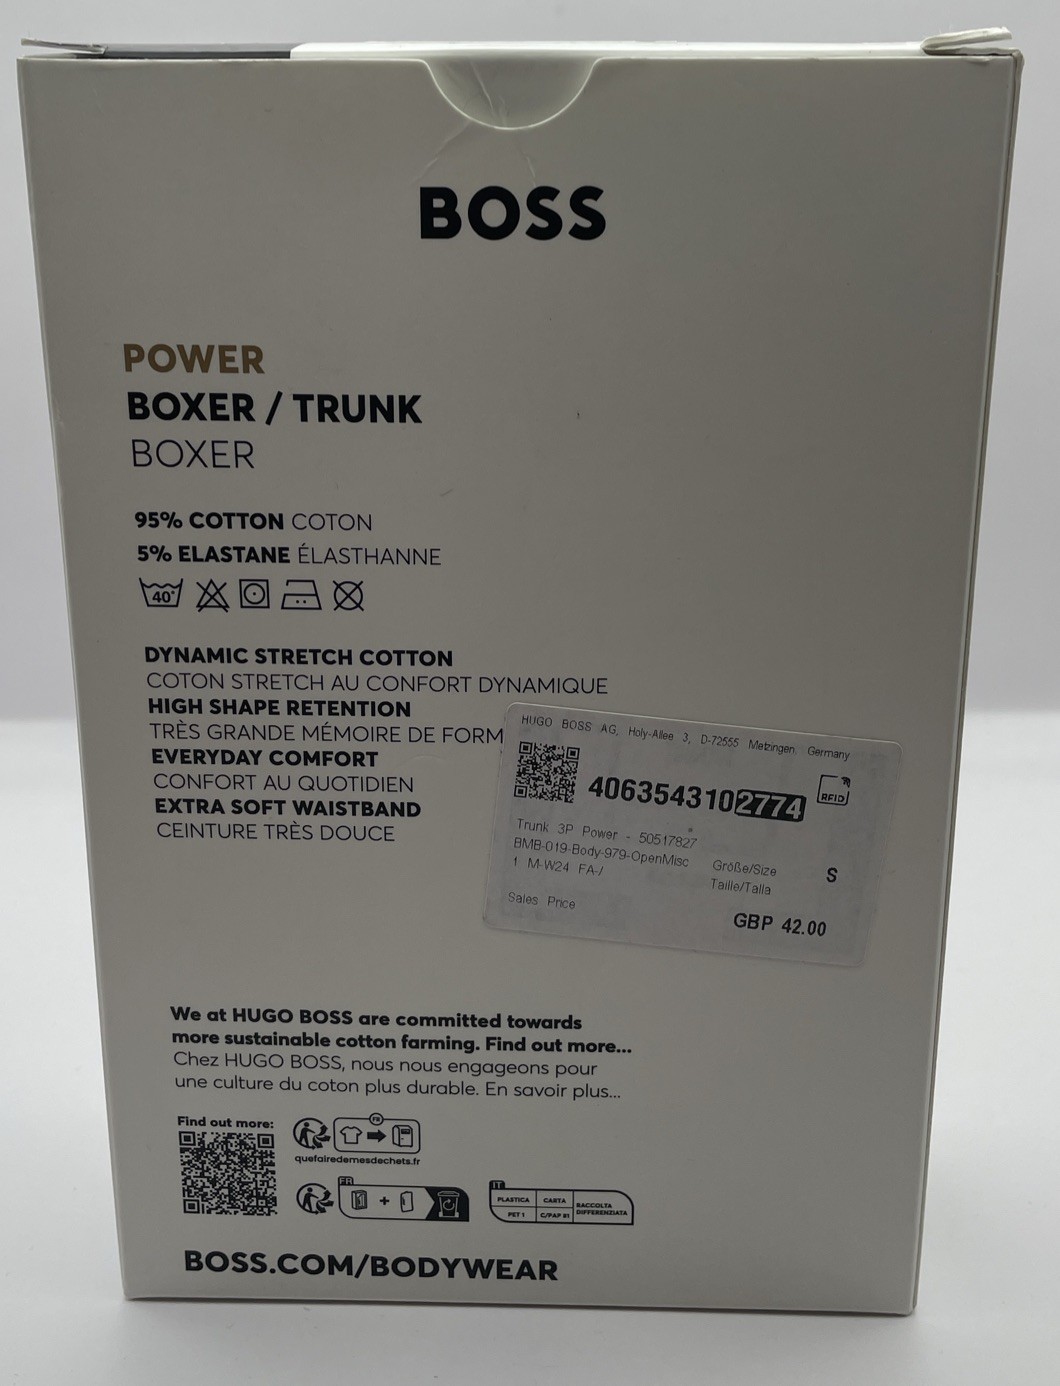 BOSS
POWER
BOXER / TRUNK
BOXER
95% COTTON COTON
5% ELASTANE ÉLASTHANNE
40°
DYNAMIC STRETCH COTTON
COTON STRETCH AU CONFORT DYNAMIQUE
HIGH SHAPE RETENTION
TRÈS GRANDE MÉMOIRE DE FORM
EVERYDAY COMFORT
CONFORT AU QUOTIDIEN
EXTRA SOFT WAISTBAND
CEINTURE TRÈS DOUCE
HUGO BOSS AG, Holy-Allee 3, D-72555 Metzingen Germany
4063543102774
RFID
Trunk 3P Power - 50517827
BMB-019-Body-979-OpenMisc
1 M-W24 FA-/
Größe/Size
Taille/Talla
S
Sales Price
GBP 42.00
We at HUGO BOSS are committed towards
more sustainable cotton farming. Find out more...
Chez HUGO BOSS, nous nous engageons pour
une culture du coton plus durable. En savoir plus...
Find out more:
FR
quefairedemesdechets.fr
FR
+
IT
PLASTICA CARTA RACCOLTA DIFFERENZIATA
PET 1 C/PAP 81
BOSS.COM/BODYWEAR